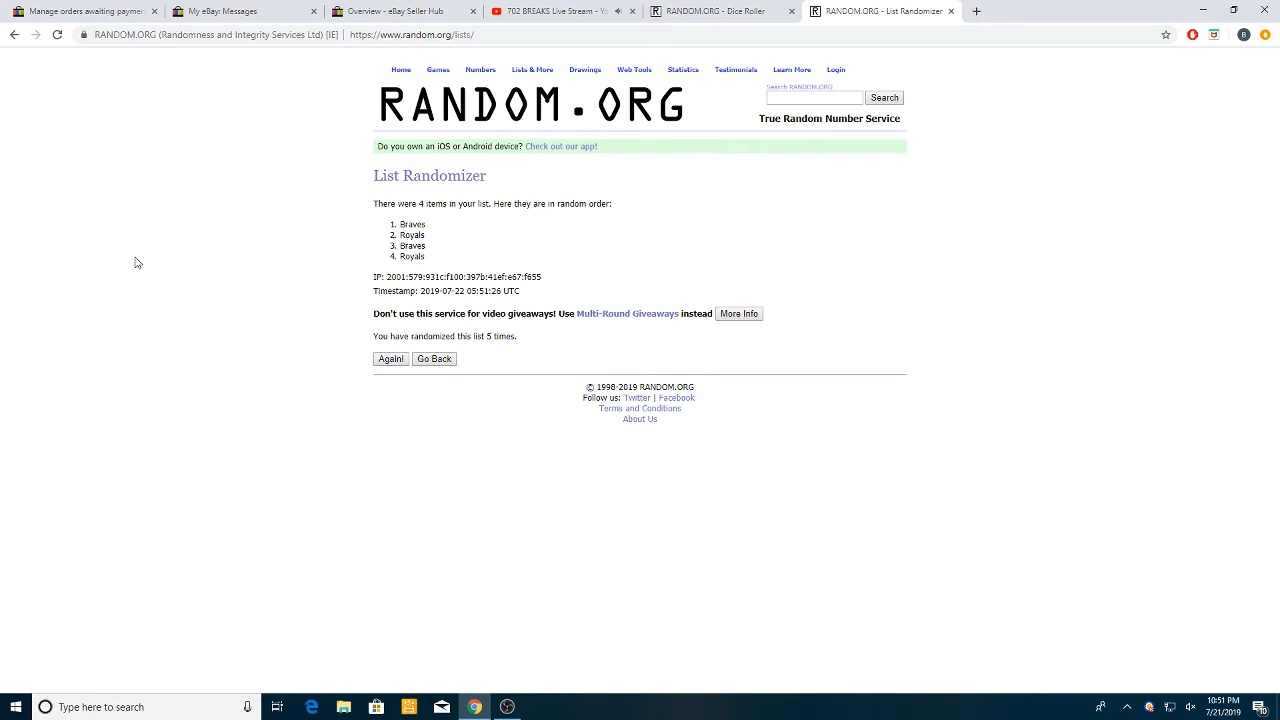 Manage orders awaiting paymen
My eBay: Messages
Overview - eBay Seller Hub
702 BREAKS Live Stream - Yo
RANDOM.ORG - Dice Roller
RANDOM.ORG - List Randomizer
RANDOM.ORG (Randomness and Integrity Services Ltd) [IE] | https://www.random.org/lists/
B
Home Games Numbers Lists & More Drawings Web Tools Statistics Testimonials Learn More Login
RANDOM.ORG
Search RANDOM.ORG
Search
True Random Number Service
Do you own an iOS or Android device? Check out our app!
List Randomizer
There were 4 items in your list. Here they are in random order:
1. Braves
2. Royals
3. Braves
4. Royals
IP: 2001:579:931c:f100:397b:41ef:e67:f655
Timestamp: 2019-07-22 05:51:26 UTC
Don't use this service for video giveaways! Use Multi-Round Giveaways instead More Info
You have randomized this list 5 times.
Again! Go Back
© 1998-2019 RANDOM.ORG
Follow us: Twitter | Facebook
Terms and Conditions
About Us
Type here to search
10:51 PM
7/21/2019